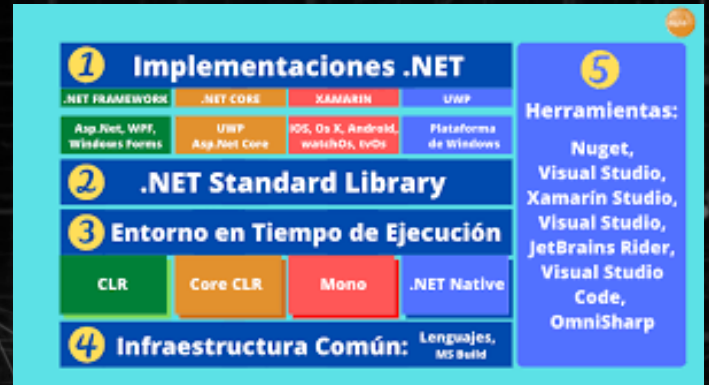 1 Implementaciones .NET
.NET FRAMEWORK
.NET CORE
XAMARIN
UWP
Asp.Net, WPF,
Windows Forms
UWP
Asp.Net Core
IOS, Os X, Android,
watchOs, tvOs
Plataforma
de Windows
2 .NET Standard Library
3 Entorno en Tiempo de Ejecución
CLR
Core CLR
Mono
.NET Native
4 Infraestructura Común:
Lenguajes,
MS Build
5
Herramientas:
Nuget,
Visual Studio,
Xamarin Studio,
Visual Studio,
JetBrains Rider,
Visual Studio
Code,
OmniSharp